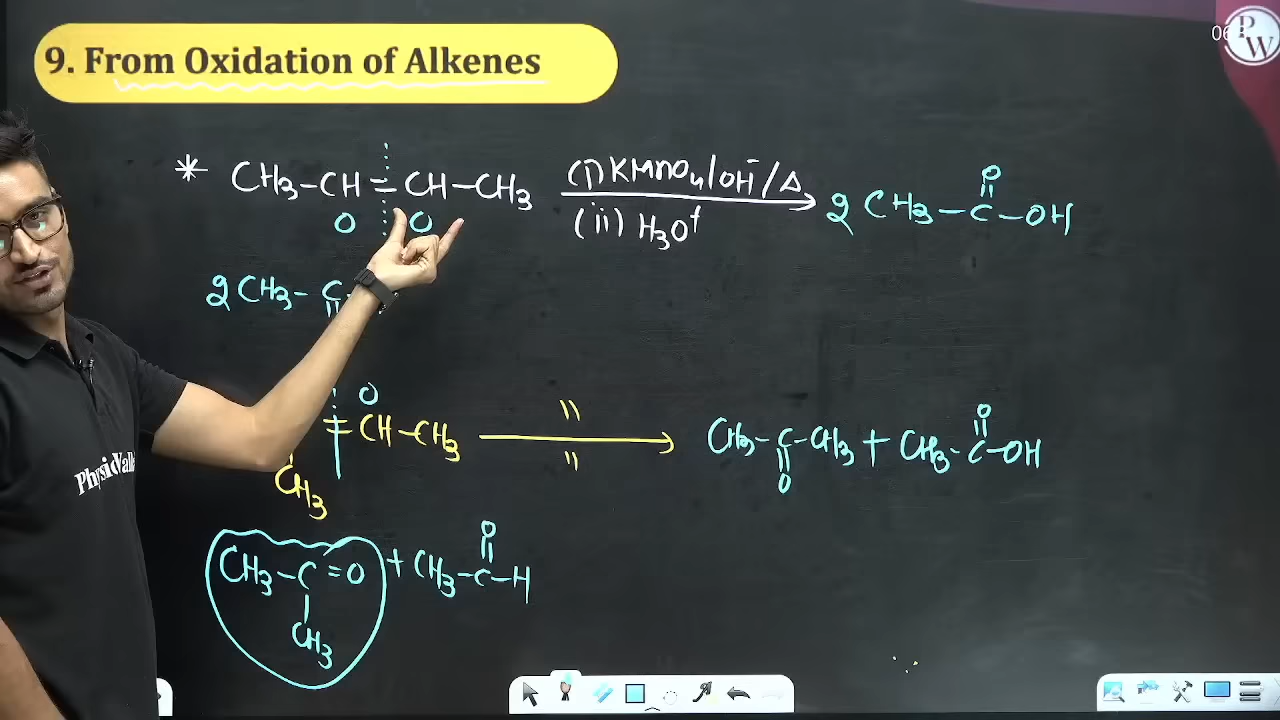 9. From Oxidation of Alkenes
PW
* CH3-CH=CH-CH3 (i) KMnO4/OH-/Δ 2 CH3-C-OH
O O (ii) H3O+ O
2 CH3-C
O
=CH-CH3 " CH3-C-CH3 + CH3-C-OH
CH3 " O O
CH3-C=O + CH3-C-H
CH3 O